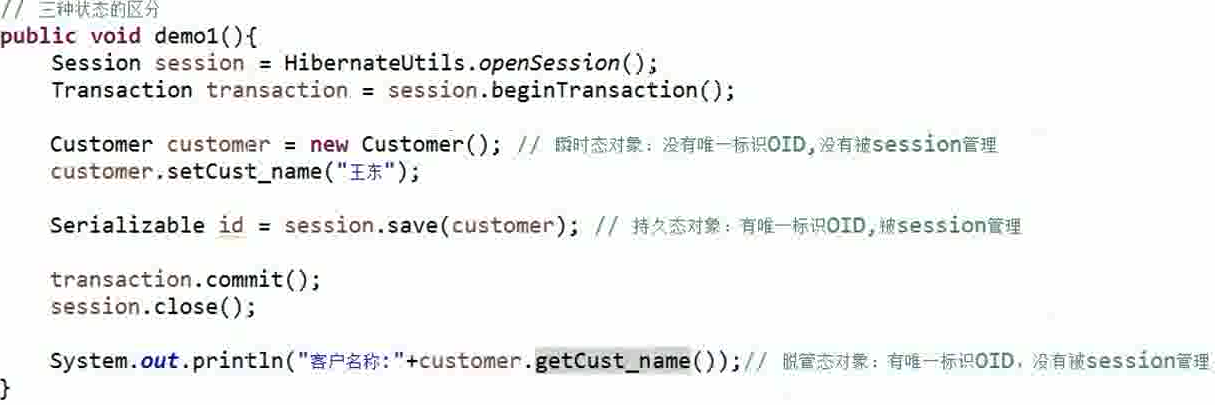 // 三种状态的区分
public void demo1(){
Session session = HibernateUtils.openSession();
Transaction transaction = session.beginTransaction();
Customer customer = new Customer(); // 瞬时态对象：没有唯一标识OID,没有被session管理
customer.setCust_name("王东");
Serializable id = session.save(customer); // 持久态对象：有唯一标识OID,被session管理
transaction.commit();
session.close();
System.out.println("客户名称:"+customer.getCust_name());// 脱管态对象：有唯一标识OID，没有被session管理
}